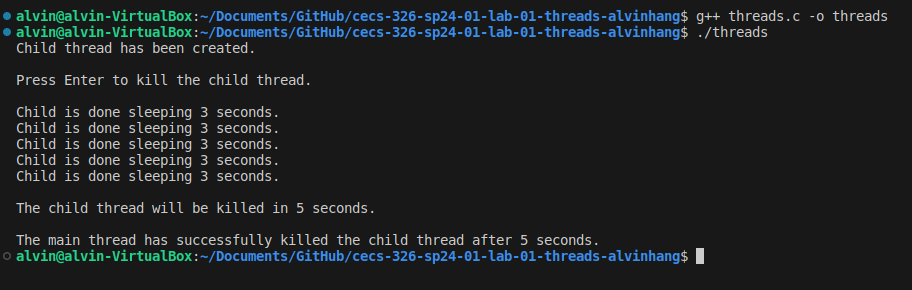 alvin@alvin-VirtualBox:~/Documents/GitHub/cecs-326-sp24-01-lab-01-threads-alvinhang$ g++ threads.c -o threads
alvin@alvin-VirtualBox:~/Documents/GitHub/cecs-326-sp24-01-lab-01-threads-alvinhang$ ./threads
Child thread has been created.
Press Enter to kill the child thread.
Child is done sleeping 3 seconds.
Child is done sleeping 3 seconds.
Child is done sleeping 3 seconds.
Child is done sleeping 3 seconds.
Child is done sleeping 3 seconds.
The child thread will be killed in 5 seconds.
The main thread has successfully killed the child thread after 5 seconds.
alvin@alvin-VirtualBox:~/Documents/GitHub/cecs-326-sp24-01-lab-01-threads-alvinhang$